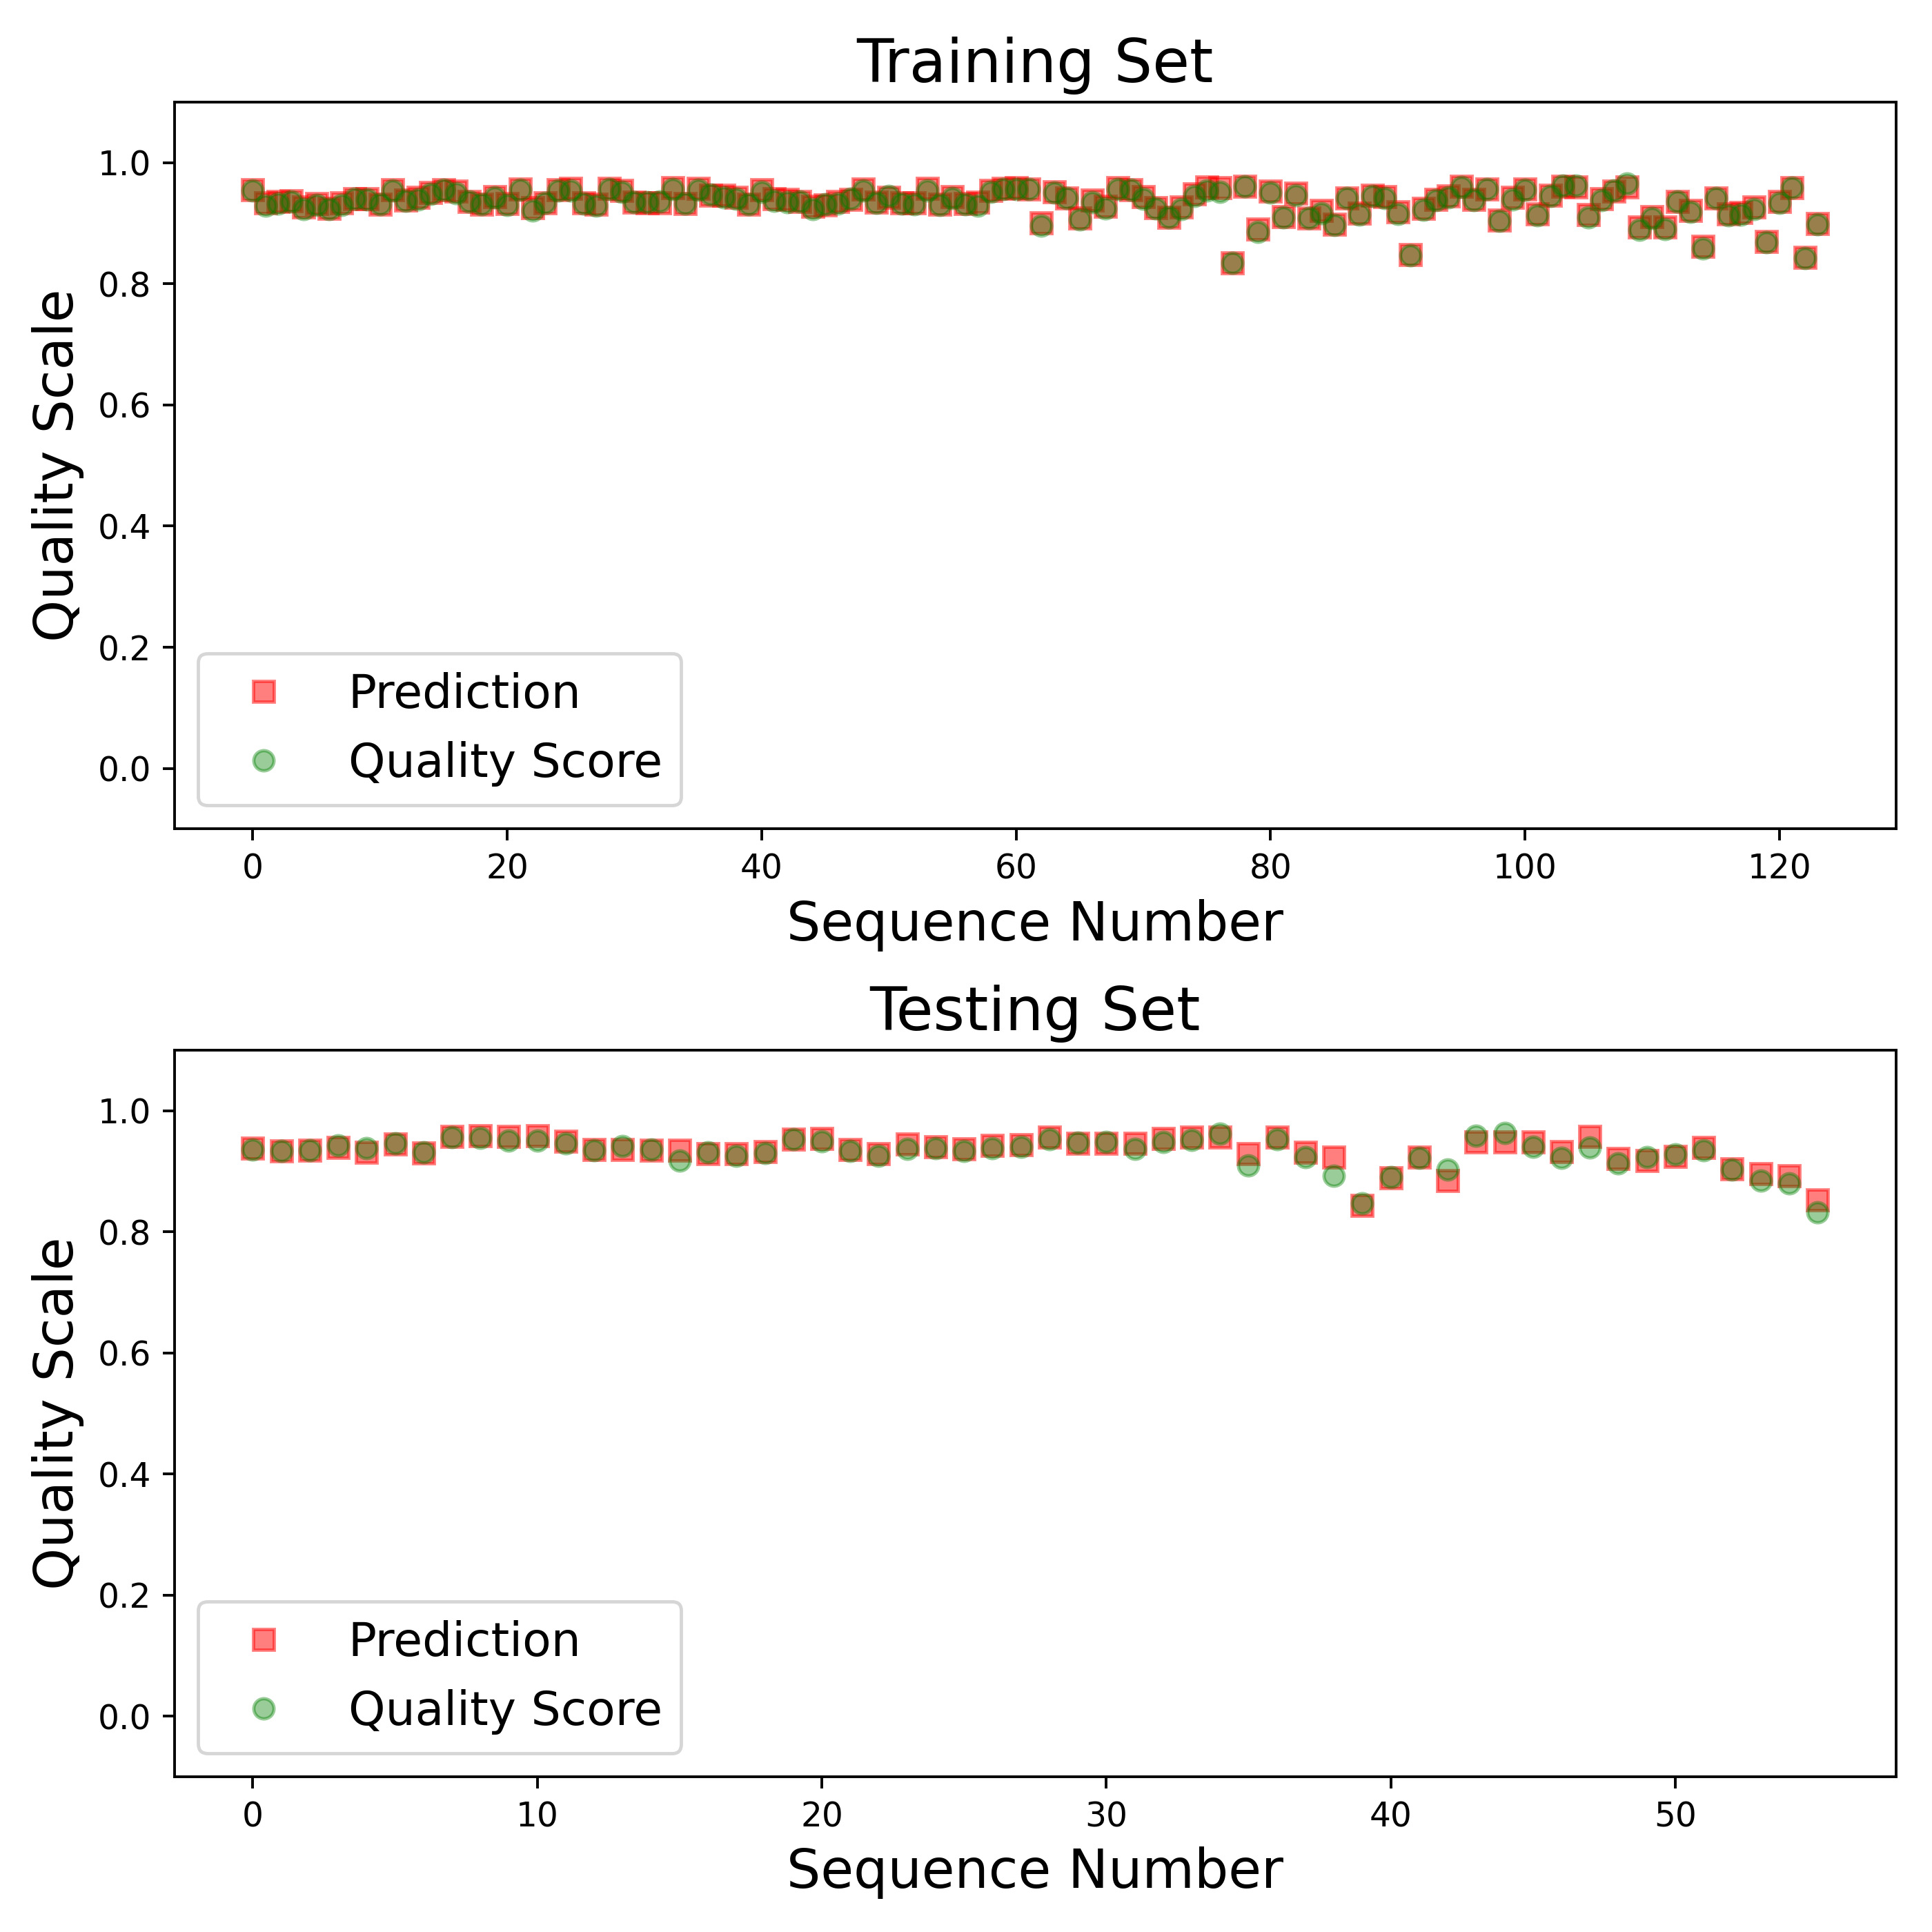 Training Set
1.0
0.8
0.6
0.4
0.2
0.0
Quality Scale
Prediction
Quality Score
0 20 40 60 80 100 120
Sequence Number
Testing Set
1.0
0.8
0.6
0.4
0.2
0.0
Quality Scale
Prediction
Quality Score
0 10 20 30 40 50
Sequence Number